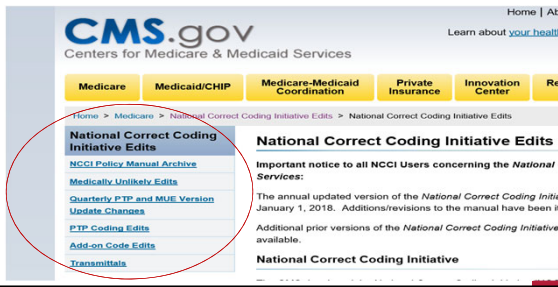 Home | Ab
CMS.gov
Learn about your healt
Centers for Medicare & Medicaid Services
Medicare
Medicaid/CHIP
Medicare-Medicaid
Coordination
Private
Insurance
Innovation
Center
Re
Home > Medicare > National Correct Coding Initiative Edits > National Correct Coding Initiative Edits
National Correct Coding
Initiative Edits
NCCI Policy Manual Archive
Medically Unlikely Edits
Quarterly PTP and MUE Version
Update Changes
PTP Coding Edits
Add-on Code Edits
Transmittals
National Correct Coding Initiative Edits
Important notice to all NCCI Users concerning the National
Services:
The annual updated version of the National Correct Coding Initia
January 1, 2018. Additions/revisions to the manual have been i
Additional prior versions of the National Correct Coding Initiative
available.
National Correct Coding Initiative